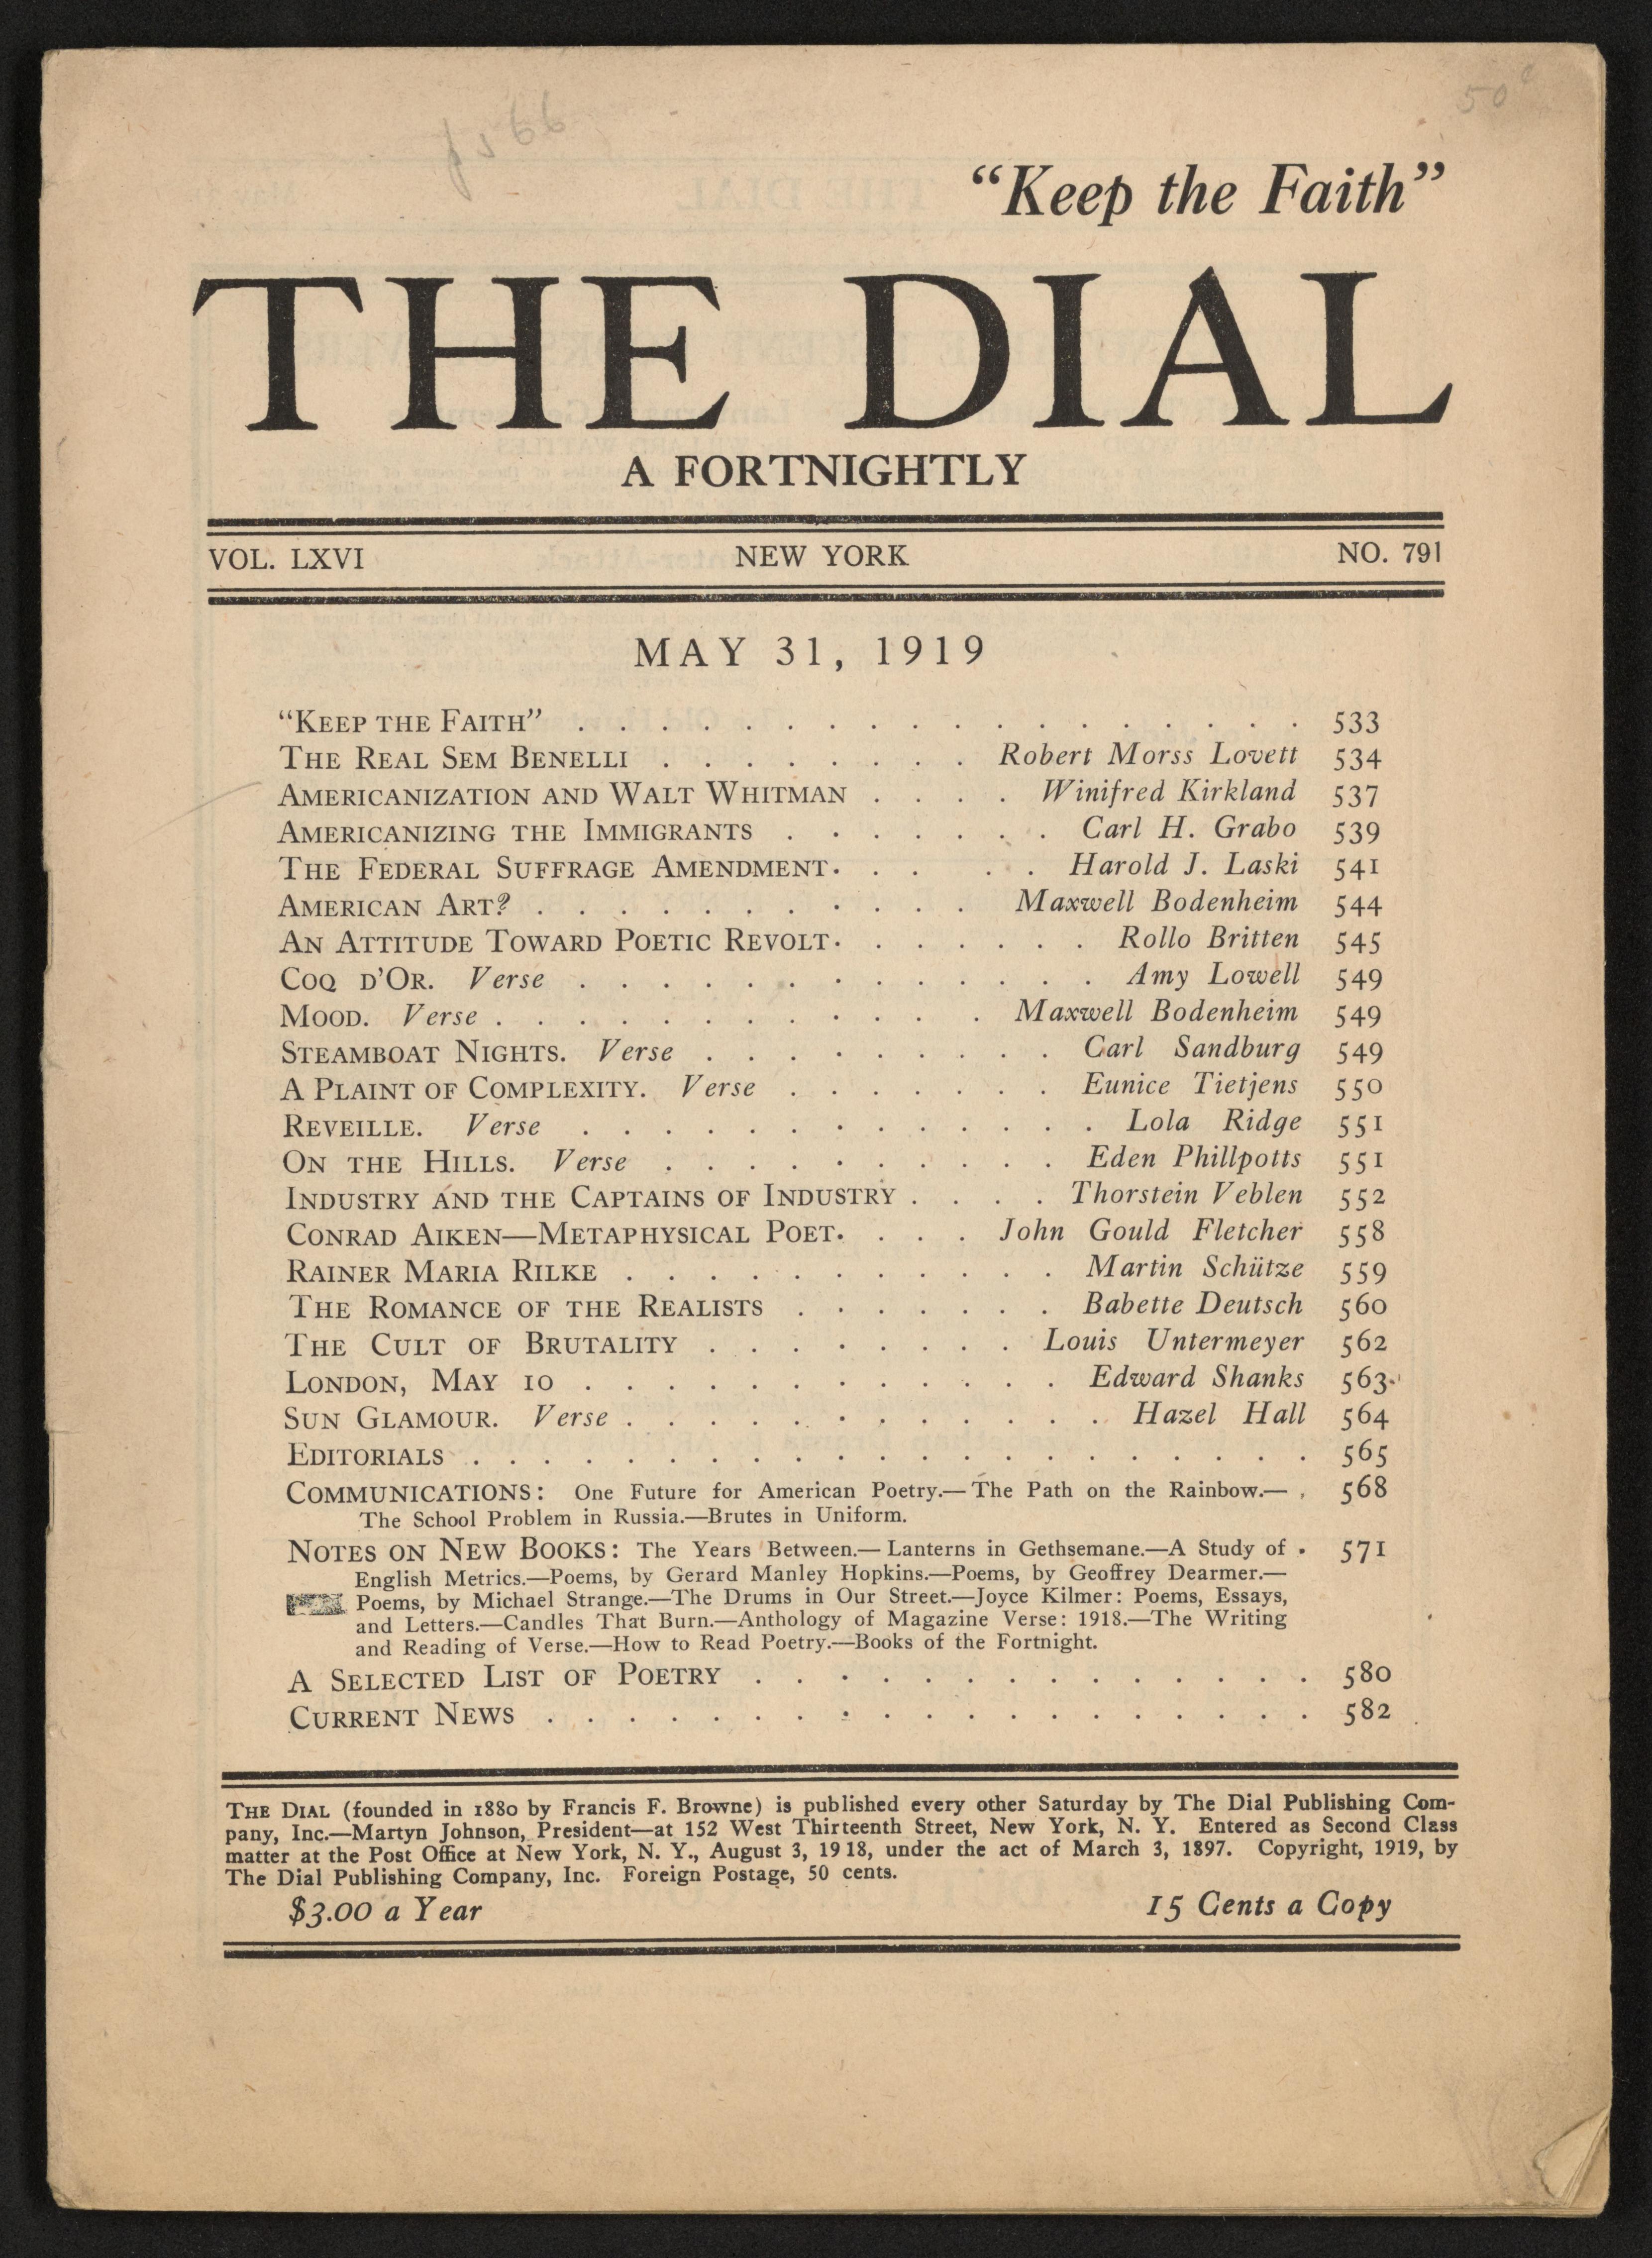 50¢
"Keep the Faith"
THE DIAL
A FORTNIGHTLY
VOL. LXVI NEW YORK NO. 791
MAY 31, 1919
"KEEP THE FAITH" . . . . . . . . . . . . . . . . . . 533
THE REAL SEM BENELLI . . . . . . . . Robert Morss Lovett 534
AMERICANIZATION AND WALT WHITMAN . . . . Winifred Kirkland 537
AMERICANIZING THE IMMIGRANTS . . . . . . . Carl H. Grabo 539
THE FEDERAL SUFFRAGE AMENDMENT . . . . . Harold J. Laski 541
AMERICAN ART? . . . . . . . . . . . Maxwell Bodenheim 544
AN ATTITUDE TOWARD POETIC REVOLT . . . . . . . Rollo Britten 545
COQ D'OR. Verse . . . . . . . . . . . . . Amy Lowell 549
MOOD. Verse . . . . . . . . . . . . Maxwell Bodenheim 549
STEAMBOAT NIGHTS. Verse . . . . . . . . . Carl Sandburg 549
A PLAINT OF COMPLEXITY. Verse . . . . . . . Eunice Tietjens 550
REVEILLE. Verse . . . . . . . . . . . . . Lola Ridge 551
ON THE HILLS. Verse . . . . . . . . . . Eden Phillpotts 551
INDUSTRY AND THE CAPTAINS OF INDUSTRY . . . . Thorstein Veblen 552
CONRAD AIKEN—METAPHYSICAL POET . . . . John Gould Fletcher 558
RAINER MARIA RILKE . . . . . . . . . . . Martin Schütze 559
THE ROMANCE OF THE REALISTS . . . . . . . Babette Deutsch 560
THE CULT OF BRUTALITY . . . . . . . . Louis Untermeyer 562
LONDON, MAY 10 . . . . . . . . . . . . Edward Shanks 563
SUN GLAMOUR. Verse . . . . . . . . . . . . Hazel Hall 564
EDITORIALS . . . . . . . . . . . . . . . . . . . . 565
COMMUNICATIONS: One Future for American Poetry.—The Path on the Rainbow.— . 568
The School Problem in Russia.—Brutes in Uniform.
NOTES ON NEW BOOKS: The Years Between.—Lanterns in Gethsemane.—A Study of . 571
English Metrics.—Poems, by Gerard Manley Hopkins.—Poems, by Geoffrey Dearmer.—
Poems, by Michael Strange.—The Drums in Our Street.—Joyce Kilmer: Poems, Essays,
and Letters.—Candles That Burn.—Anthology of Magazine Verse: 1918.—The Writing
and Reading of Verse.—How to Read Poetry.—Books of the Fortnight.
A SELECTED LIST OF POETRY . . . . . . . . . . . . . . 580
CURRENT NEWS . . . . . . . . . . . . . . . . . . . 582
THE DIAL (founded in 1880 by Francis F. Browne) is published every other Saturday by The Dial Publishing Com-
pany, Inc.—Martyn Johnson, President—at 152 West Thirteenth Street, New York, N. Y. Entered as Second Class
matter at the Post Office at New York, N. Y., August 3, 1918, under the act of March 3, 1897. Copyright, 1919, by
The Dial Publishing Company, Inc. Foreign Postage, 50 cents.
$3.00 a Year 15 Cents a Copy